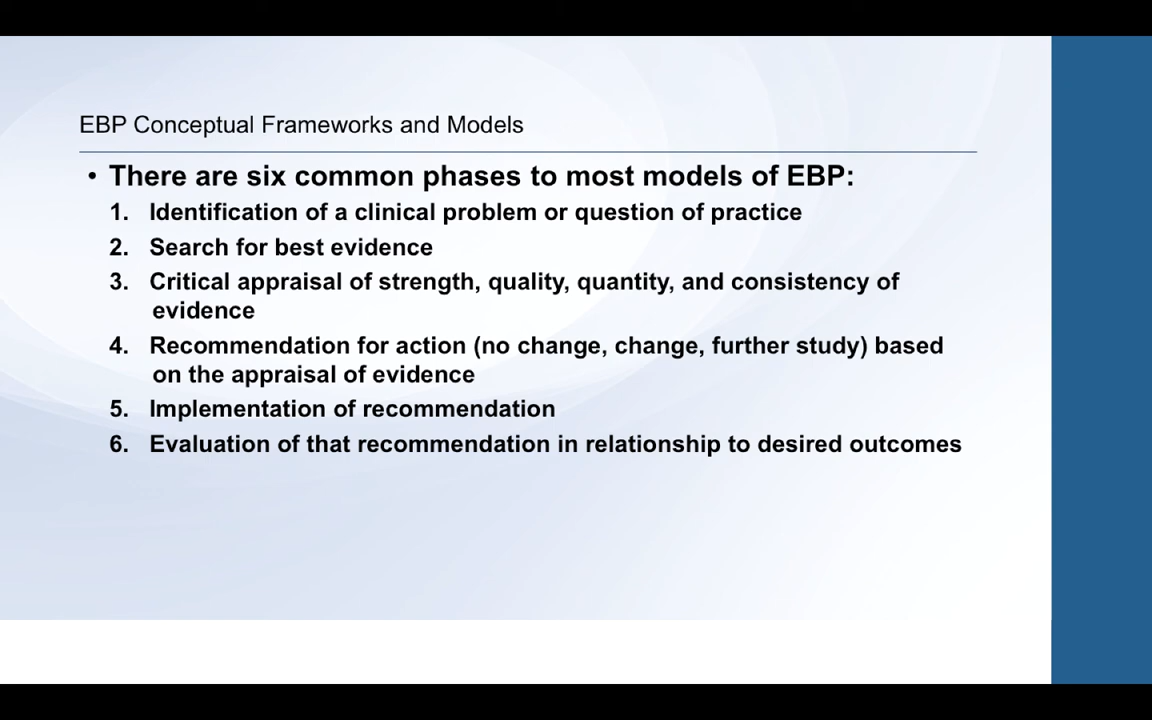 EBP Conceptual Frameworks and Models
• There are six common phases to most models of EBP:
1. Identification of a clinical problem or question of practice
2. Search for best evidence
3. Critical appraisal of strength, quality, quantity, and consistency of
evidence
4. Recommendation for action (no change, change, further study) based
on the appraisal of evidence
5. Implementation of recommendation
6. Evaluation of that recommendation in relationship to desired outcomes